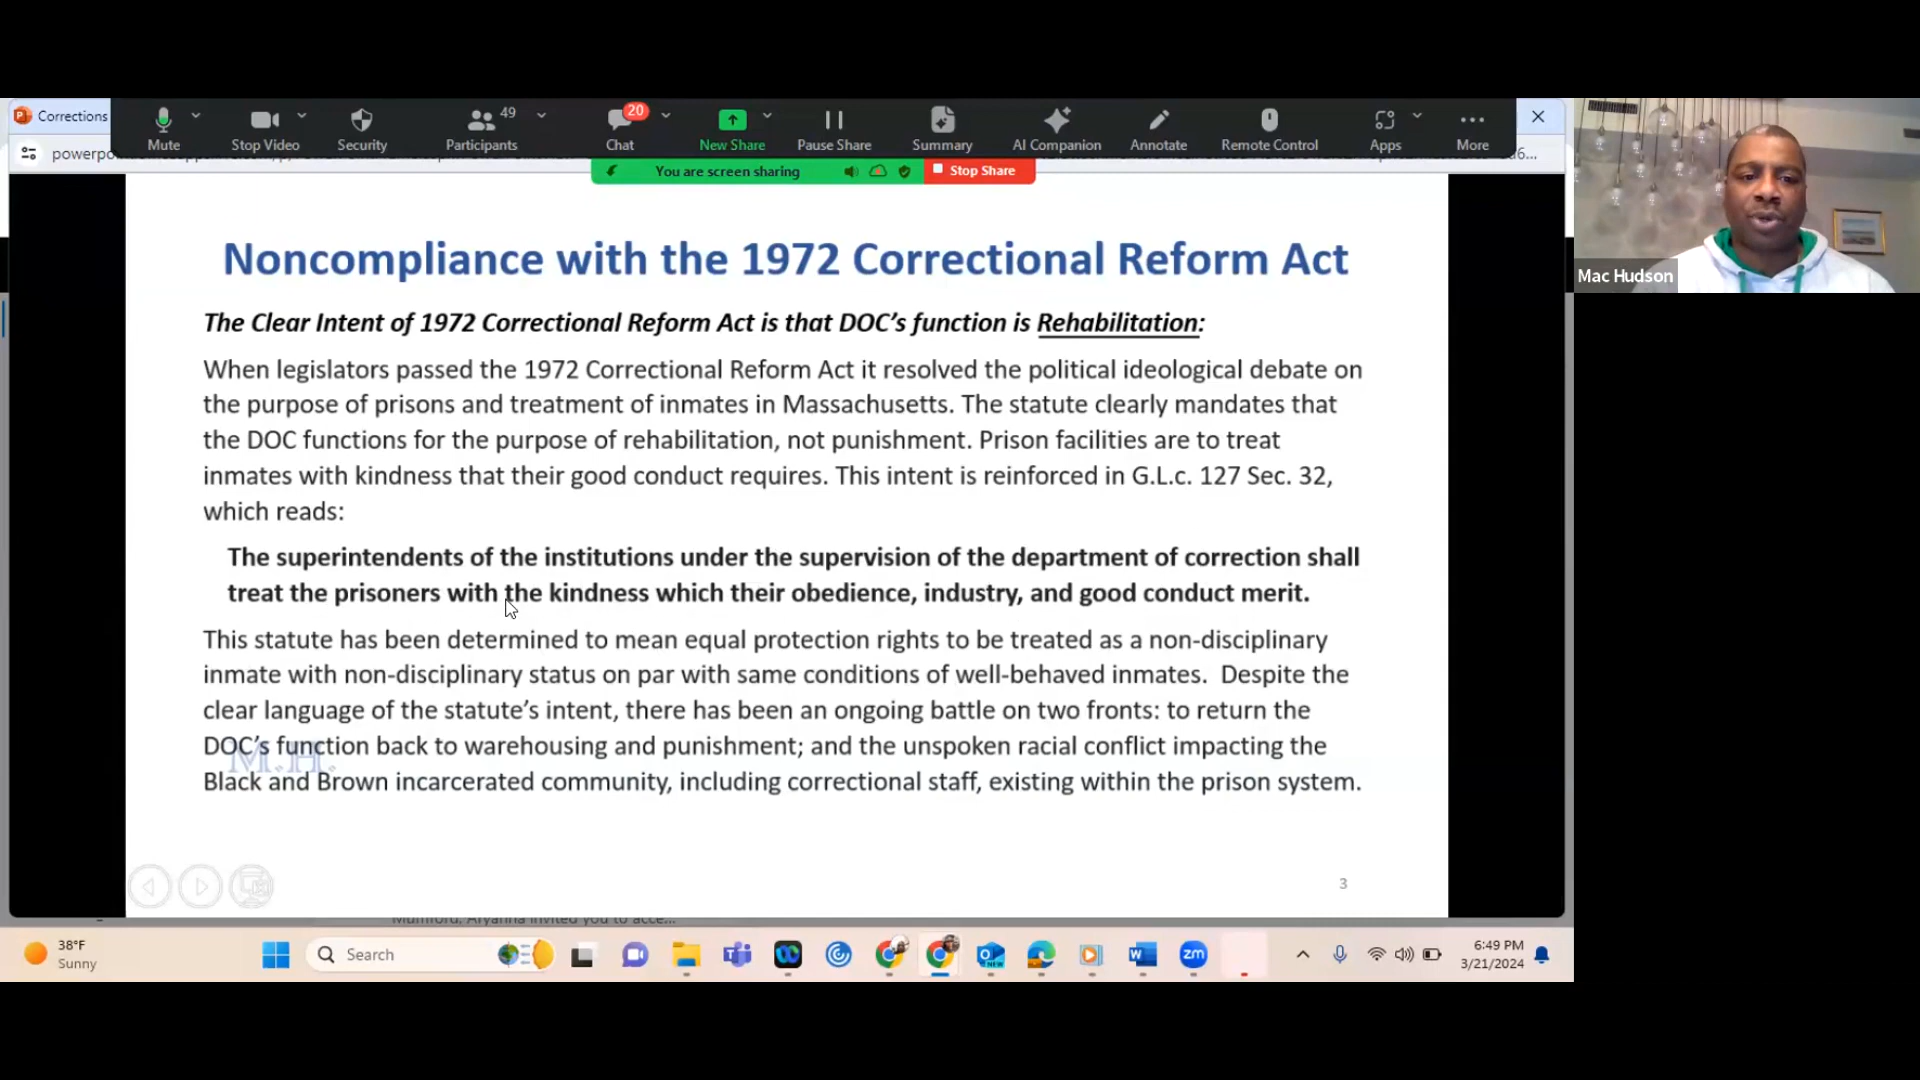 Corrections
Mute
Stop Video
Security
Participants
49
Chat
20
New Share
Pause Share
Summary
AI Companion
Annotate
Remote Control
Apps
More
You are screen sharing
Stop Share
Noncompliance with the 1972 Correctional Reform Act
The Clear Intent of 1972 Correctional Reform Act is that DOC's function is Rehabilitation:
When legislators passed the 1972 Correctional Reform Act it resolved the political ideological debate on
the purpose of prisons and treatment of inmates in Massachusetts. The statute clearly mandates that
the DOC functions for the purpose of rehabilitation, not punishment. Prison facilities are to treat
inmates with kindness that their good conduct requires. This intent is reinforced in G.L.c. 127 Sec. 32,
which reads:
The superintendents of the institutions under the supervision of the department of correction shall
treat the prisoners with the kindness which their obedience, industry, and good conduct merit.
This statute has been determined to mean equal protection rights to be treated as a non-disciplinary
inmate with non-disciplinary status on par with same conditions of well-behaved inmates. Despite the
clear language of the statute's intent, there has been an ongoing battle on two fronts: to return the
DOC's function back to warehousing and punishment; and the unspoken racial conflict impacting the
Black and Brown incarcerated community, including correctional staff, existing within the prison system.
M.H.
3
Mac Hudson
38°F
Sunny
Search
NEW
zm
6:49 PM
3/21/2024